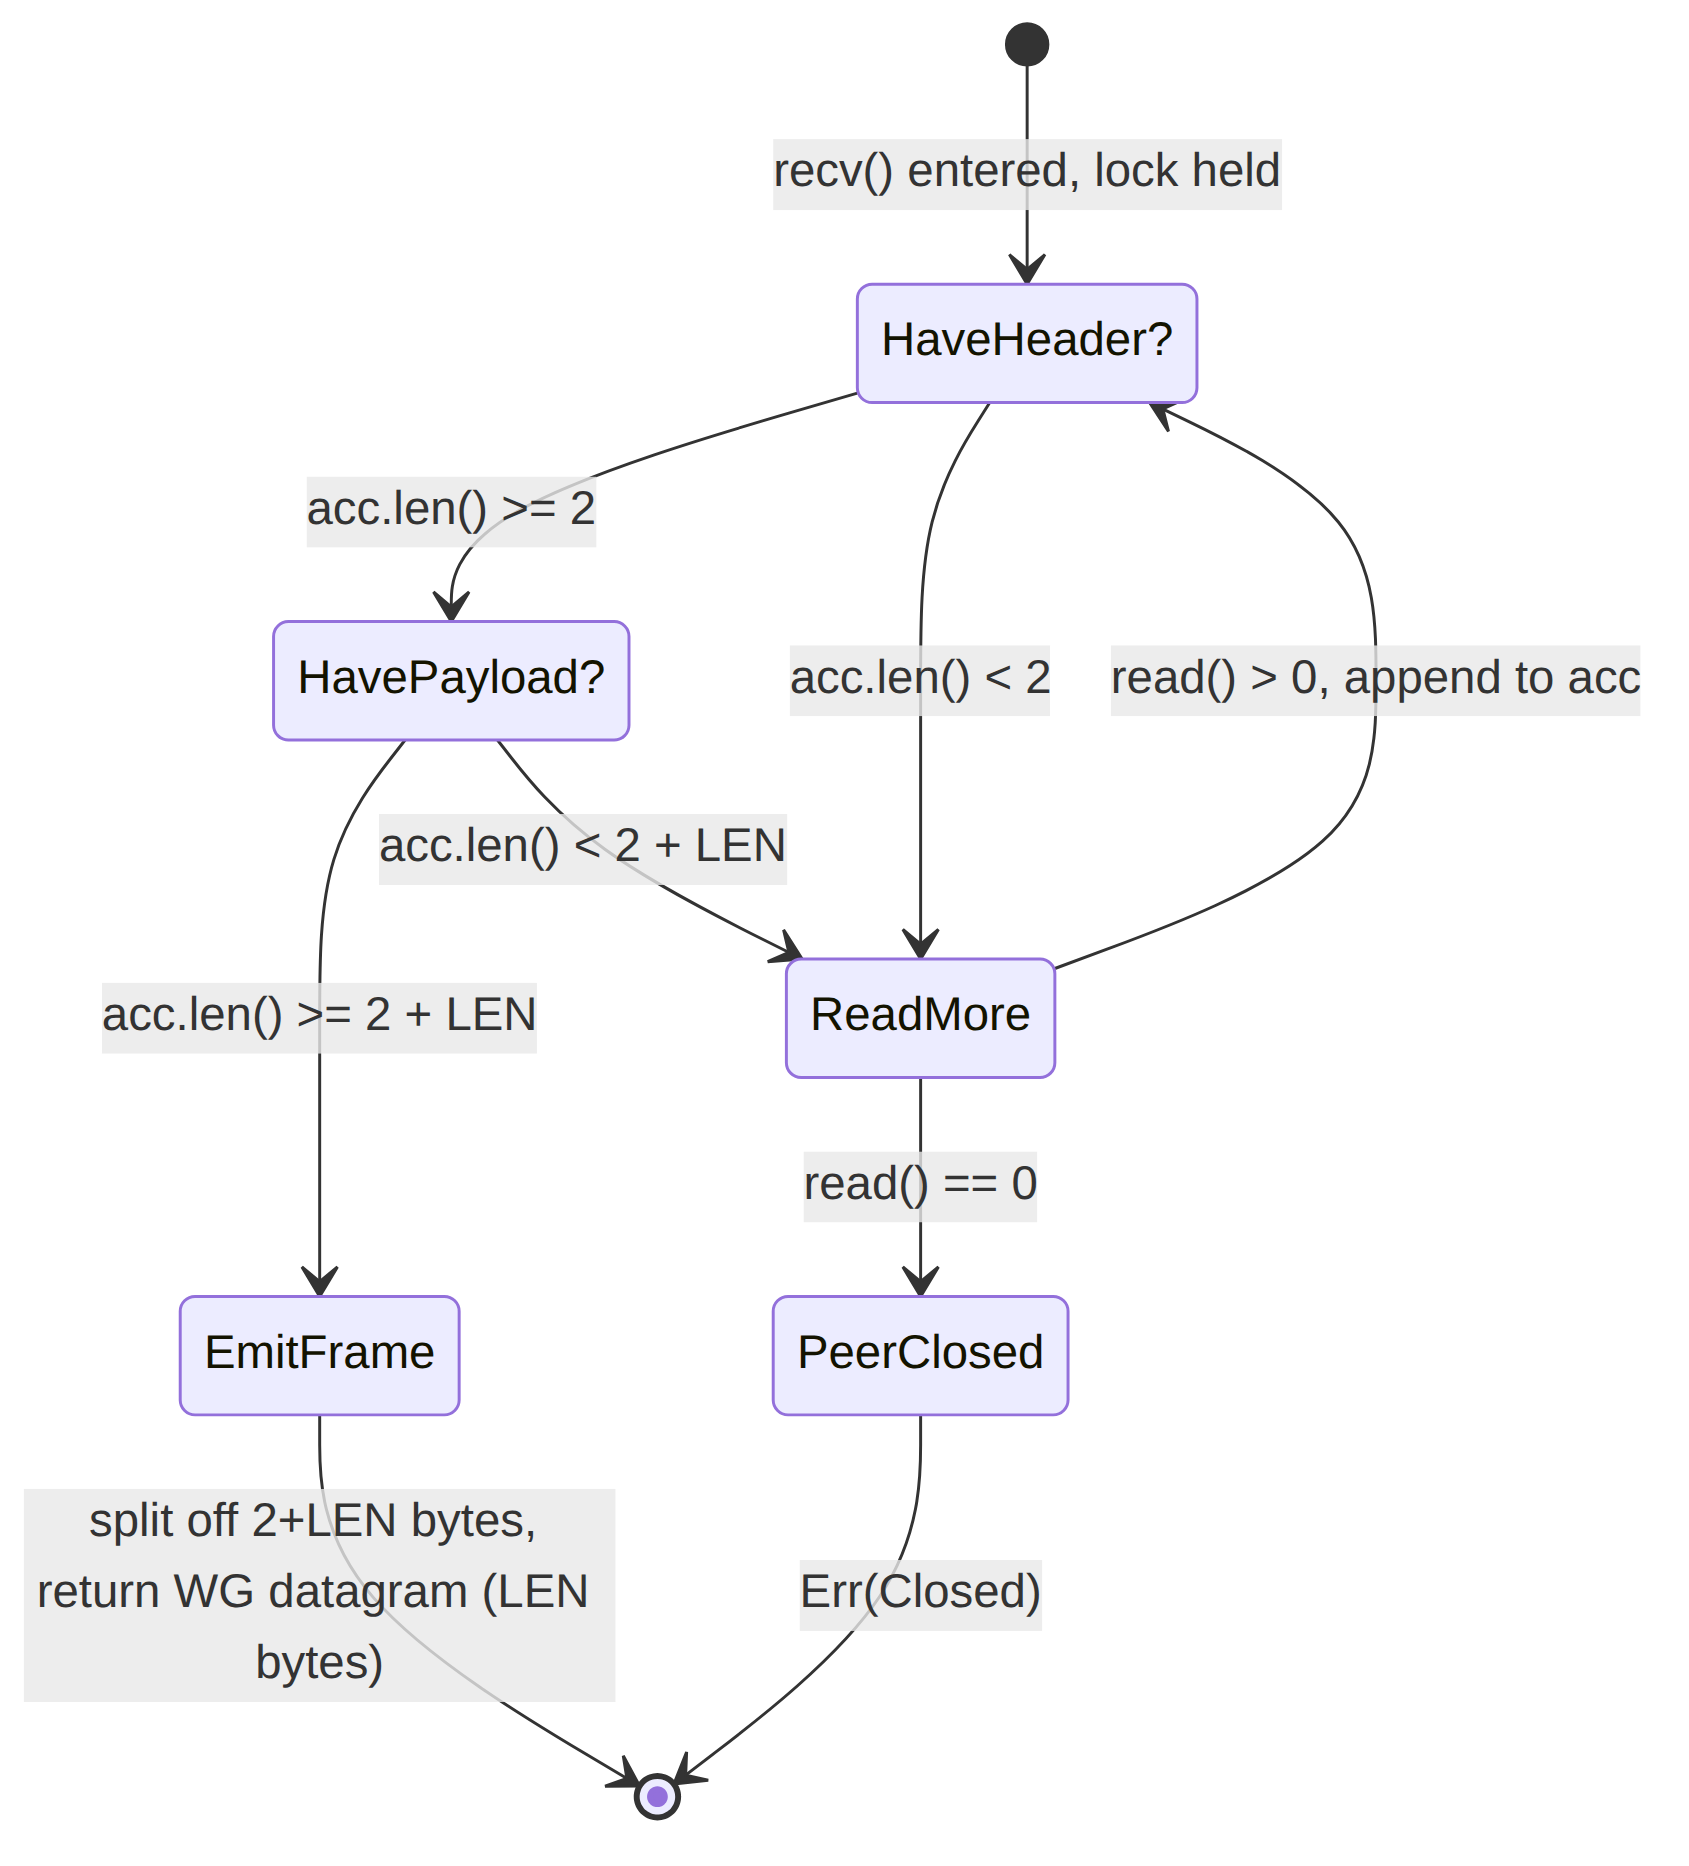 recv() entered, lock held
HaveHeader?
acc.len() >= 2
HavePayload?
acc.len() < 2
read() > 0, append to acc
acc.len() < 2 + LEN
acc.len() >= 2 + LEN
ReadMore
read() == 0
EmitFrame
PeerClosed
split off 2+LEN bytes,
return WG datagram (LEN
bytes)
Err(Closed)